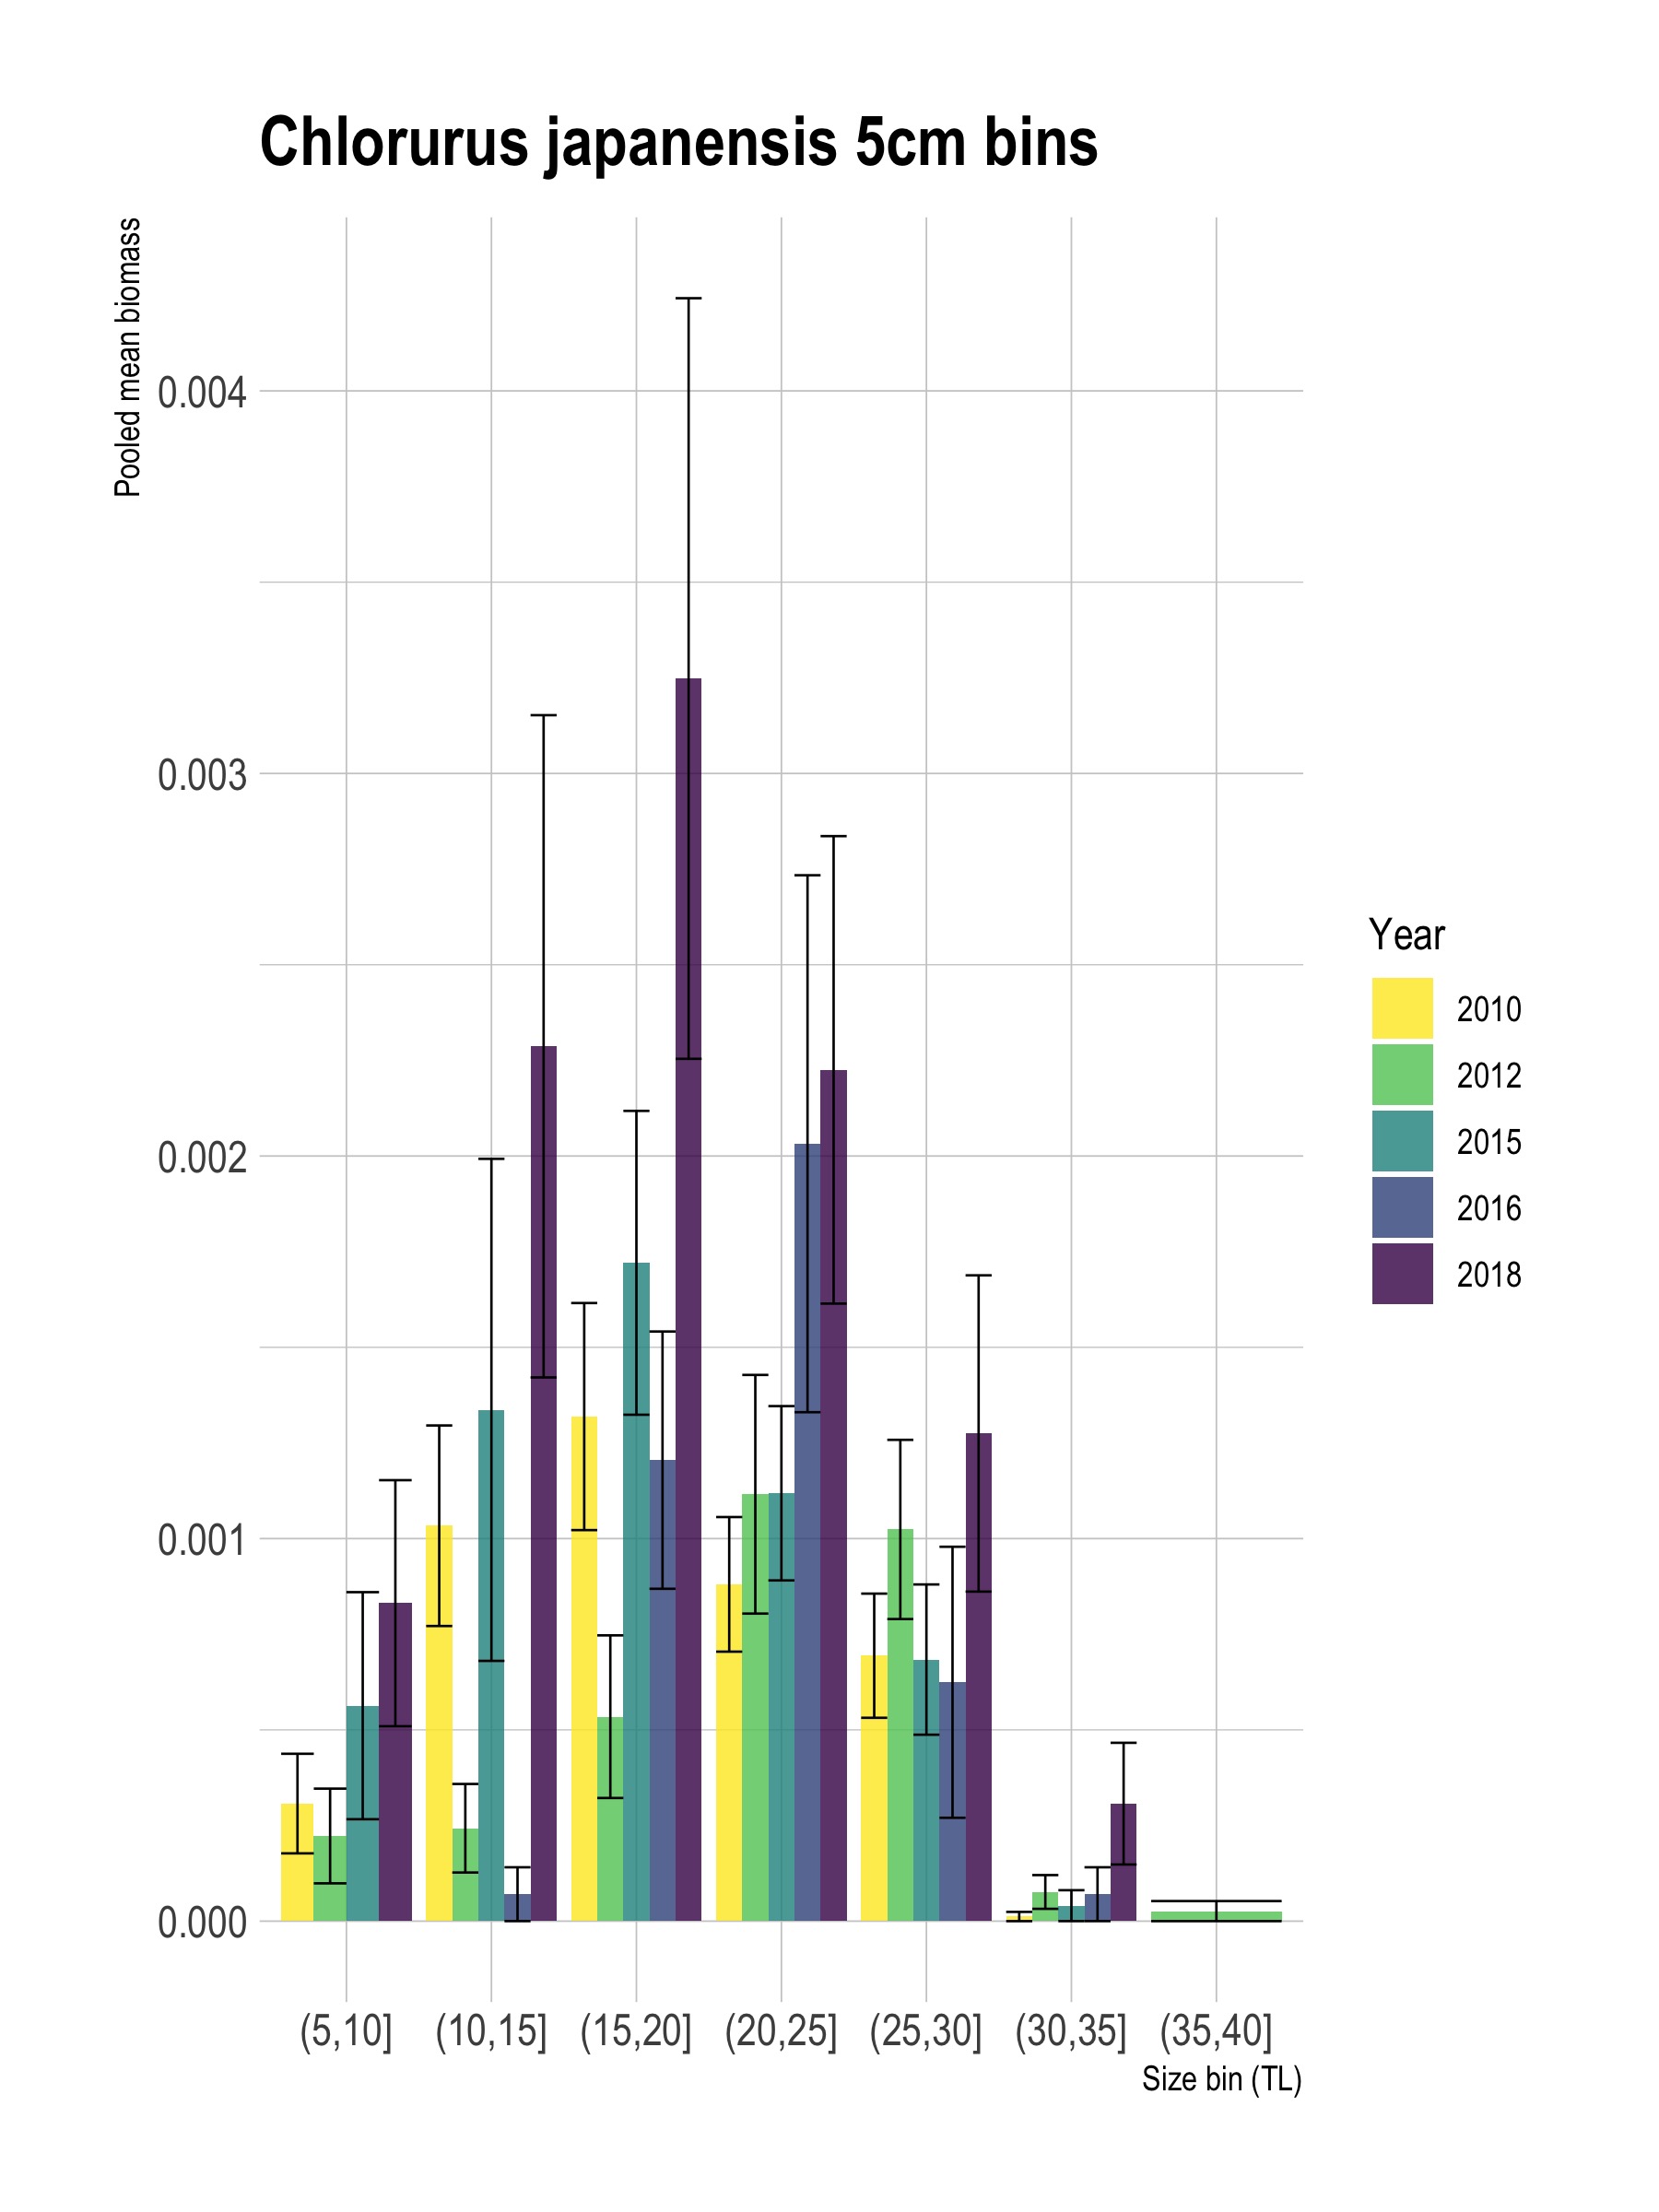 Chlorurus japanensis 5cm bins
Pooled mean biomass
0.004
0.003
0.002
0.001
0.000
(5,10] (10,15] (15,20] (20,25] (25,30] (30,35] (35,40]
Size bin (TL)
Year
2010
2012
2015
2016
2018